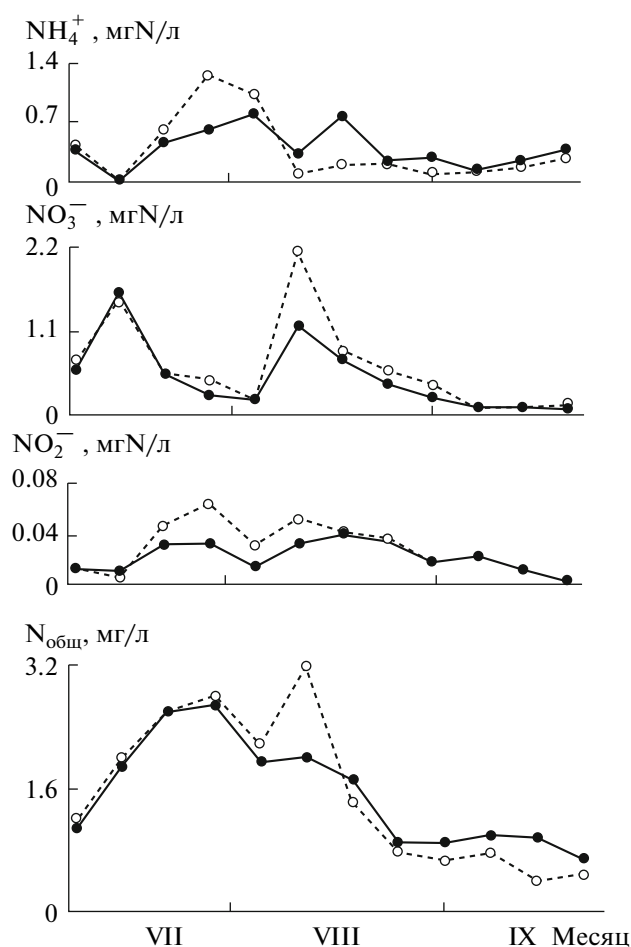 NH₄⁺, мгN/л
1.4
0.7
0
NO₃⁻, мгN/л
2.2
1.1
0
NO₂⁻, мгN/л
0.08
0.04
0
Nобщ, мг/л
3.2
1.6
0
VII VIII IX Месяц